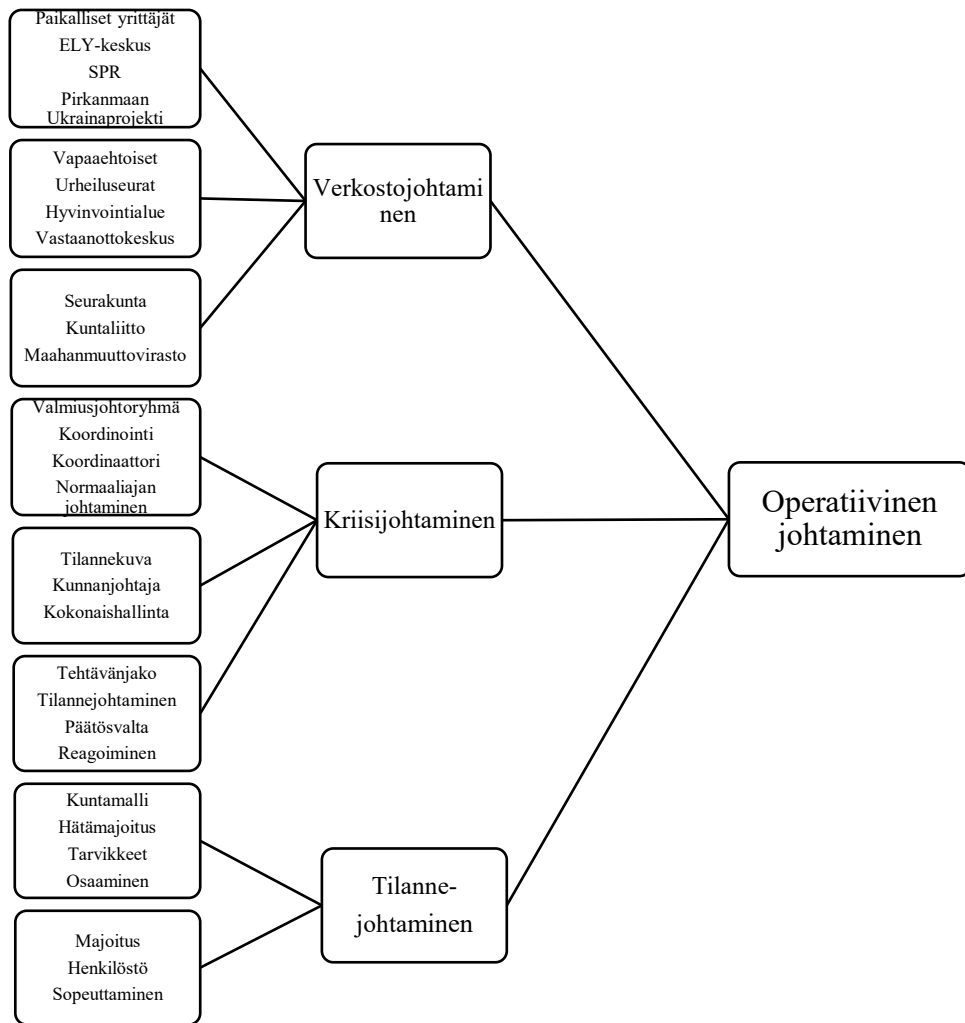 Paikalliset yrittäjät
ELY-keskus
SPR
Pirkanmaan
Ukrainaprojekti
Vapaaehtoiset
Urheiluseurat
Hyvinvointialue
Vastaanottokeskus
Seurakunta
Kuntaliitto
Maahanmuuttovirasto
Verkostojohtami
nen
Valmiusjohtoryhmä
Koordinointi
Koordinaattori
Normaaliajan
johtaminen
Tilannekuva
Kunnanjohtaja
Kokonaishallinta
Tehtävänjako
Tilannejohtaminen
Päätösvalta
Reagoiminen
Kriisijohtaminen
Kuntamalli
Hätämajoitus
Tarvikkeet
Osaaminen
Majoitus
Henkilöstö
Sopeuttaminen
Tilanne-
johtaminen
Operatiivinen
johtaminen